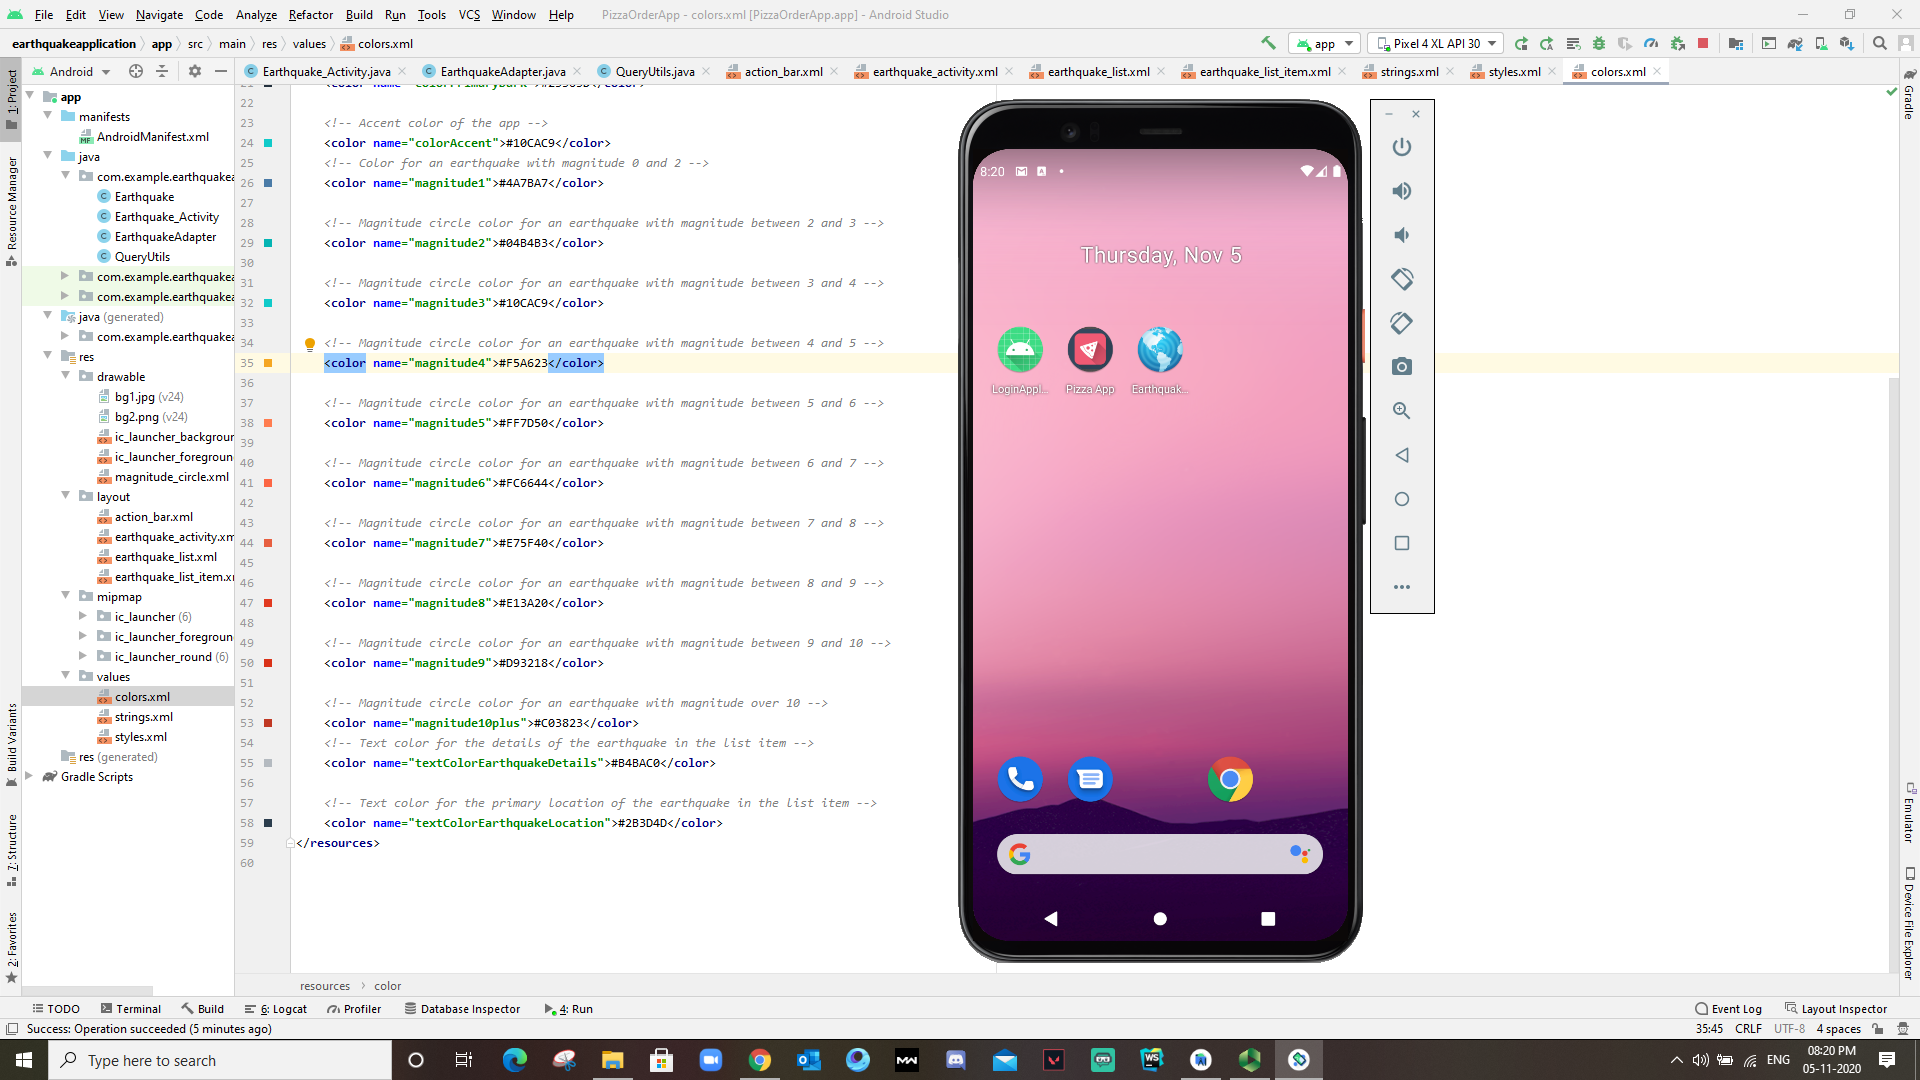 File Edit View Navigate Code Analyze Refactor Build Run Tools VCS Window Help PizzaOrderApp - colors.xml [PizzaOrderApp.app] - Android Studio
earthquakeapplication app src main res values colors.xml app Pixel 4 XL API 30
Android Earthquake_Activity.java EarthquakeAdapter.java QueryUtils.java action_bar.xml earthquake_activity.xml earthquake_list.xml earthquake_list_item.xml strings.xml styles.xml colors.xml
1: Project
Resource Manager
Build Variants
7: Structure
2: Favorites
app
manifests
AndroidManifest.xml
java
com.example.earthquakea
Earthquake
Earthquake_Activity
EarthquakeAdapter
QueryUtils
com.example.earthquakea
com.example.earthquakea
java (generated)
com.example.earthquakea
res
drawable
bg1.jpg (v24)
bg2.png (v24)
ic_launcher_backgroun
ic_launcher_foregroun
magnitude_circle.xml
layout
action_bar.xml
earthquake_activity.xm
earthquake_list.xml
earthquake_list_item.x
mipmap
ic_launcher (6)
ic_launcher_foregroun
ic_launcher_round (6)
values
colors.xml
strings.xml
styles.xml
res (generated)
Gradle Scripts
22
23 <!-- Accent color of the app -->
24 <color name="colorAccent">#10CAC9</color>
25 <!-- Color for an earthquake with magnitude 0 and 2 -->
26 <color name="magnitude1">#4A7BA7</color>
27
28 <!-- Magnitude circle color for an earthquake with magnitude between 2 and 3 -->
29 <color name="magnitude2">#04B4B3</color>
30
31 <!-- Magnitude circle color for an earthquake with magnitude between 3 and 4 -->
32 <color name="magnitude3">#10CAC9</color>
33
34 <!-- Magnitude circle color for an earthquake with magnitude between 4 and 5 -->
35 <color name="magnitude4">#F5A623</color>
36
37 <!-- Magnitude circle color for an earthquake with magnitude between 5 and 6 -->
38 <color name="magnitude5">#FF7D50</color>
39
40 <!-- Magnitude circle color for an earthquake with magnitude between 6 and 7 -->
41 <color name="magnitude6">#FC6644</color>
42
43 <!-- Magnitude circle color for an earthquake with magnitude between 7 and 8 -->
44 <color name="magnitude7">#E75F40</color>
45
46 <!-- Magnitude circle color for an earthquake with magnitude between 8 and 9 -->
47 <color name="magnitude8">#E13A20</color>
48
49 <!-- Magnitude circle color for an earthquake with magnitude between 9 and 10 -->
50 <color name="magnitude9">#D93218</color>
51
52 <!-- Magnitude circle color for an earthquake with magnitude over 10 -->
53 <color name="magnitude10plus">#C03823</color>
54 <!-- Text color for the details of the earthquake in the list item -->
55 <color name="textColorEarthquakeDetails">#B4BAC0</color>
56
57 <!-- Text color for the primary location of the earthquake in the list item -->
58 <color name="textColorEarthquakeLocation">#2B3D4D</color>
59 </resources>
60
8:20
Thursday, Nov 5
LoginAppl... Pizza App Earthquak...
Gradle
Emulator
Device File Explorer
resources color
TODO Terminal Build 6: Logcat Profiler Database Inspector 4: Run Event Log Layout Inspector
Success: Operation succeeded (5 minutes ago) 35:45 CRLF UTF-8 4 spaces
Type here to search
ENG 08:20 PM
05-11-2020